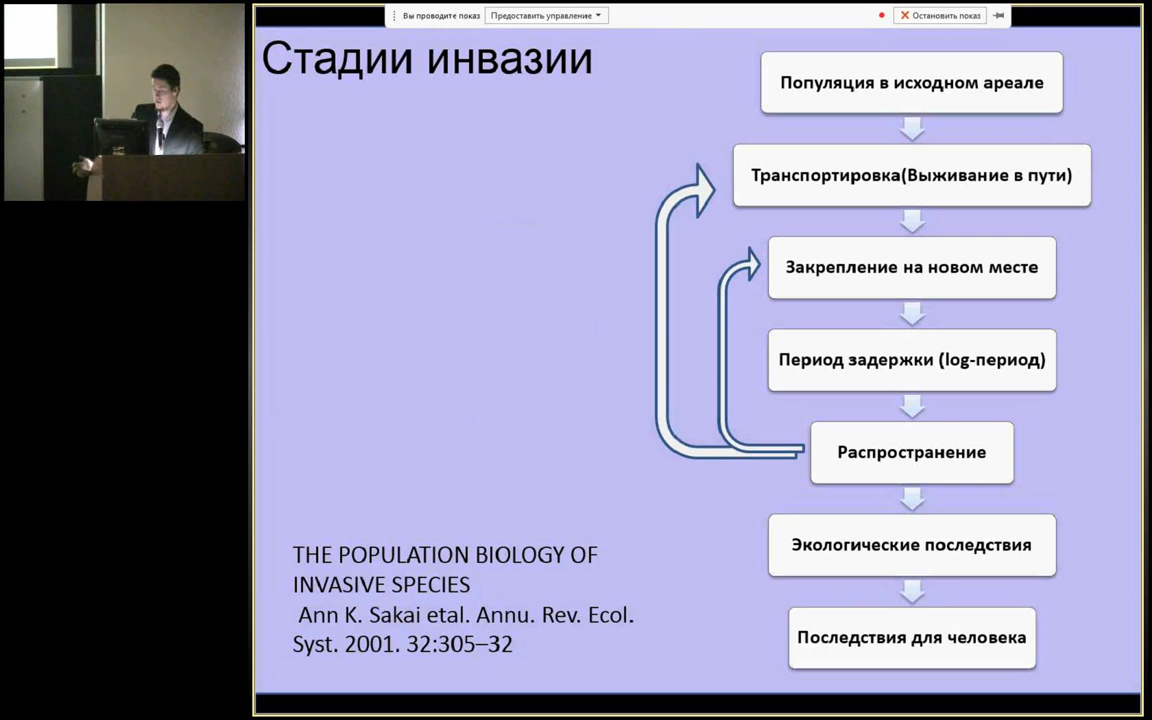 Вы проводите показ
Предоставить управление
Остановить показ
Стадии инвазии
Популяция в исходном ареале
Транспортировка(Выживание в пути)
Закрепление на новом месте
Период задержки (log-период)
Распространение
Экологические последствия
Последствия для человека
THE POPULATION BIOLOGY OF
INVASIVE SPECIES
Ann K. Sakai etal. Annu. Rev. Ecol.
Syst. 2001. 32:305–32